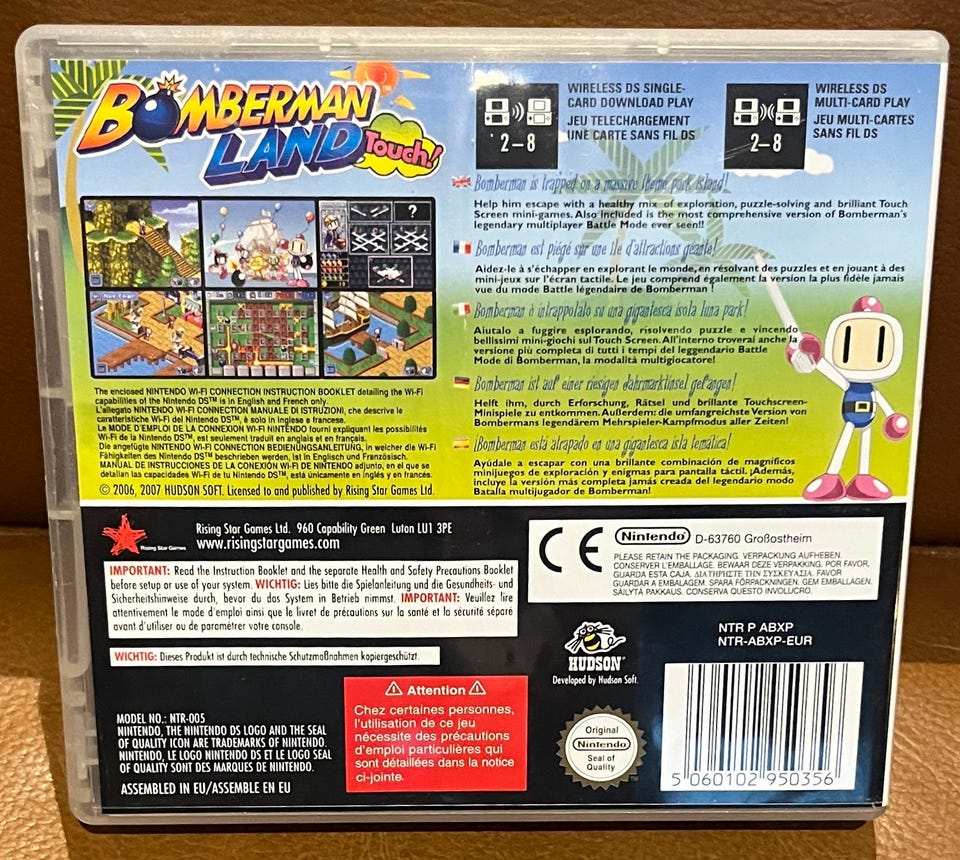 BOMBERMAN
LAND
Touch!
WIRELESS DS SINGLE-
CARD DOWNLOAD PLAY
JEU TELECHARGEMENT
UNE CARTE SANS FIL DS
2-8
WIRELESS DS
MULTI-CARD PLAY
JEU MULTI-CARTES
SANS FIL DS
2-8
Bomberman is trapped on a massive theme park island!
Help him escape with a healthy mix of exploration, puzzle-solving and brilliant Touch
Screen mini-games. Also included is the most comprehensive version of Bomberman's
legendary multiplayer Battle Mode ever seen!!
Bomberman est piégé sur une île d'attractions géante!
Aidez-le à s'échapper en explorant le monde, en résolvant des puzzles et en jouant à des
mini-jeux sur l'écran tactile. Le jeu comprend également la version la plus fidèle jamais
vue du mode Battle légendaire de Bomberman !
Bomberman è intrappolato su una gigantesca isola luna park!
Aiutalo a fuggire esplorando, risolvendo puzzle e vincendo
bellissimi mini-giochi sul Touch Screen. All'interno troverai anche la
versione più completa di tutti i tempi del leggendario Battle
Mode di Bomberman, la modalità multigiocatore!
Bomberman ist auf einer riesigen Jahrmarktinsel gefangen!
Helft ihm, durch Erforschung, Rätsel und brillante Touchscreen-
Minispiele zu entkommen. Außerdem: die umfangreichste Version von
Bombermans legendärem Mehrspieler-Kampfmodus aller Zeiten!
¡Bomberman está atrapado en una gigantesca isla temática!
Ayúdale a escapar con una brillante combinación de magníficos
minijuegos de exploración y enigmas para pantalla táctil. ¡Además,
incluye la versión más completa jamás creada del legendario modo
Batalla multijugador de Bomberman!
?
The enclosed NINTENDO Wi-Fi CONNECTION INSTRUCTION BOOKLET detailing the Wi-Fi
capabilities of the Nintendo DS™ is in English and French only.
L'allegato NINTENDO WI-FI CONNECTION MANUALE DI ISTRUZIONI, che descrive le
caratteristiche Wi-Fi del Nintendo DS™, è solo in inglese e francese.
Le MODE D'EMPLOI DE LA CONNEXION Wi-Fi NINTENDO fourni expliquant les possibilités
Wi-Fi de la Nintendo DS™, est seulement traduit en anglais et en français.
Die angefügte NINTENDO WI-FI CONNECTION BEDIENUNGSANLEITUNG, in welcher die Wi-Fi
Fähigkeiten des Nintendo DS™ beschrieben werden, ist in Englisch und Französisch.
MANUAL DE INSTRUCCIONES DE LA CONEXIÓN WI-FI DE NINTENDO adjunto, en el que se
detallan las capacidades Wi-Fi de tu Nintendo DS™, está únicamente en inglés y en francés.
© 2006, 2007 HUDSON SOFT. Licensed to and published by Rising Star Games Ltd.
Rising Star Games
Rising Star Games Ltd. 960 Capability Green Luton LU1 3PE
www.risingstargames.com
IMPORTANT: Read the Instruction Booklet and the separate Health and Safety Precautions Booklet
before setup or use of your system. WICHTIG: Lies bitte die Spielanleitung und die Gesundheits- und
Sicherheitshinweise durch, bevor du das System in Betrieb nimmst. IMPORTANT: Veuillez lire
attentivement le mode d'emploi ainsi que le livret de précautions sur la santé et la sécurité séparé
avant d'utiliser ou de paramétrer votre console.
WICHTIG: Dieses Produkt ist durch technische Schutzmaßnahmen kopiergeschützt.
CE
Nintendo
D-63760 Großostheim
PLEASE RETAIN THE PACKAGING. VERPACKUNG AUFHEBEN.
CONSERVER L'EMBALLAGE. BEWAAR DEZE VERPAKKING. POR FAVOR,
GUARDA ESTA CAJA. ΔΙΑΤΗΡΗΣΤΕ ΤΗΝ ΣΥΣΚΕΥΑΣΙΑ. FAVOR
GUARDAR A EMBALAGEM. SPARA FÖRPACKNINGEN. GEM EMBALLAGEN.
SÄILYTÄ PAKKAUS. CONSERVA QUESTO INVOLUCRO.
HUDSON
Developed by Hudson Soft.
NTR P ABXP
NTR-ABXP-EUR
MODEL NO.: NTR-005
NINTENDO, THE NINTENDO DS LOGO AND THE SEAL
OF QUALITY ICON ARE TRADEMARKS OF NINTENDO.
NINTENDO, LE LOGO NINTENDO DS ET LE LOGO SEAL
OF QUALITY SONT DES MARQUES DE NINTENDO.
ASSEMBLED IN EU/ASSEMBLE EN EU
Attention
Chez certaines personnes,
l'utilisation de ce jeu
nécessite des précautions
d'emploi particulières qui
sont détaillées dans la notice
ci-jointe.
Original
Nintendo
Seal of
Quality
TM
5 060102 950356